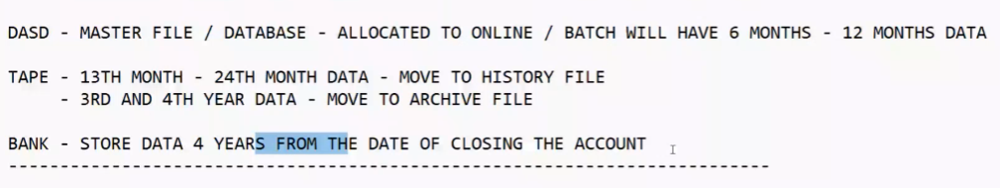 DASD - MASTER FILE / DATABASE - ALLOCATED TO ONLINE / BATCH WILL HAVE 6 MONTHS - 12 MONTHS DATA
TAPE - 13TH MONTH - 24TH MONTH DATA - MOVE TO HISTORY FILE
- 3RD AND 4TH YEAR DATA - MOVE TO ARCHIVE FILE
BANK - STORE DATA 4 YEARS FROM THE DATE OF CLOSING THE ACCOUNT
--------------------------------------------------------------------------